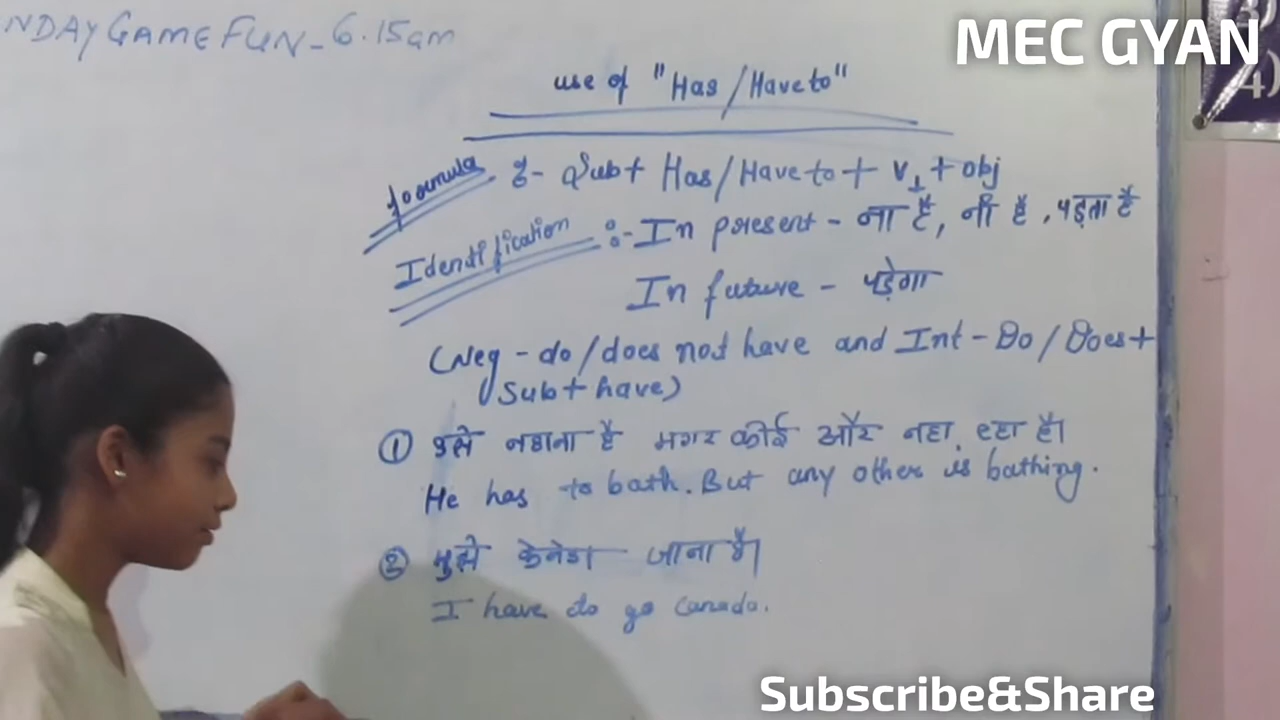 NDAY GAME FUN - 6.15am
MEC GYAN
3)
4)
use of "Has/Have to"
formula :- Sub + Has/Have to + V1 + obj
Identification :- In present - ना है, नी है, पड़ता है
In future - पड़ेगा
(Neg - do/does not have and Int - Do/Does +
Sub + have)
① उसे नहाना है मगर कोई और नहा रहा है।
He has to bath. But any other is bathing.
② मुझे केनेडा जाना है।
I have to go Canada.
Subscribe&Share